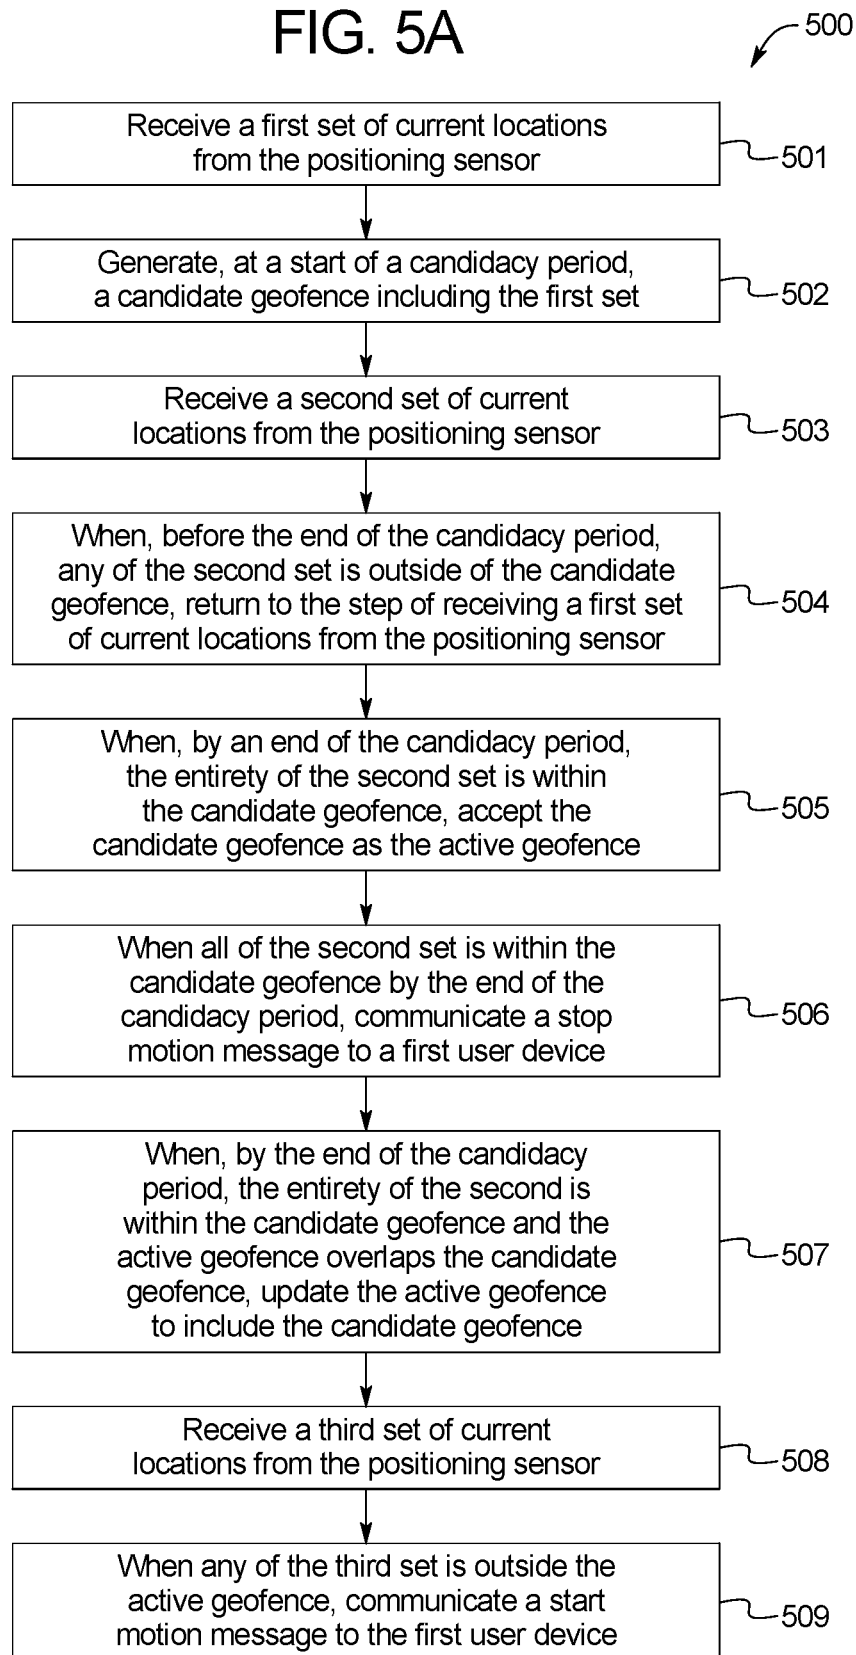 FIG. 5A
500
Receive a first set of current locations
from the positioning sensor
501
Generate, at a start of a candidacy period,
a candidate geofence including the first set
502
Receive a second set of current
locations from the positioning sensor
503
When, before the end of the candidacy period,
any of the second set is outside of the candidate
geofence, return to the step of receiving a first set
of current locations from the positioning sensor
504
When, by an end of the candidacy period,
the entirety of the second set is within
the candidate geofence, accept the
candidate geofence as the active geofence
505
When all of the second set is within the
candidate geofence by the end of the
candidacy period, communicate a stop
motion message to a first user device
506
When, by the end of the candidacy
period, the entirety of the second is
within the candidate geofence and the
active geofence overlaps the candidate
geofence, update the active geofence
to include the candidate geofence
507
Receive a third set of current
locations from the positioning sensor
508
When any of the third set is outside the
active geofence, communicate a start
motion message to the first user device
509